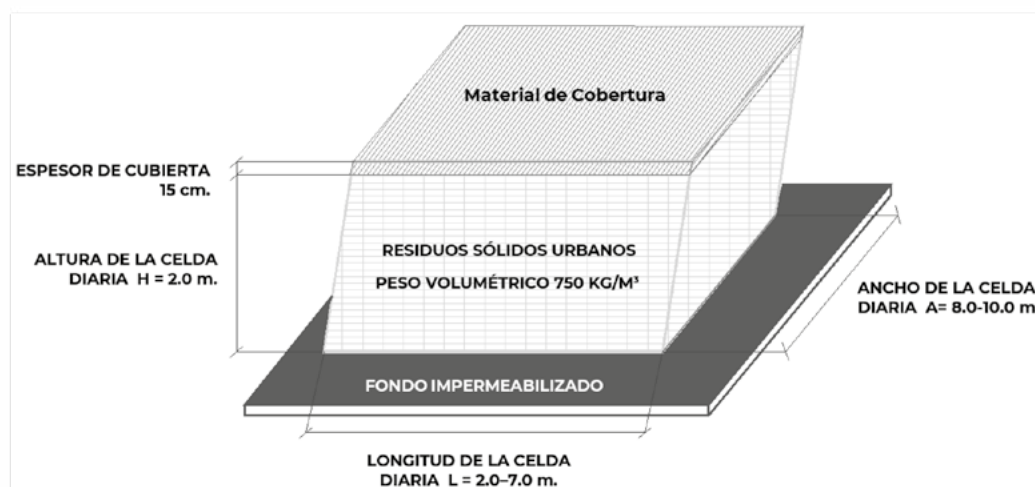 Material de Cobertura
ESPESOR DE CUBIERTA
15 cm.
ALTURA DE LA CELDA
DIARIA H = 2.0 m.
RESIDUOS SÓLIDOS URBANOS
PESO VOLUMÉTRICO 750 KG/M³
ANCHO DE LA CELDA
DIARIA A= 8.0-10.0 m
FONDO IMPERMEABILIZADO
LONGITUD DE LA CELDA
DIARIA L = 2.0–7.0 m.